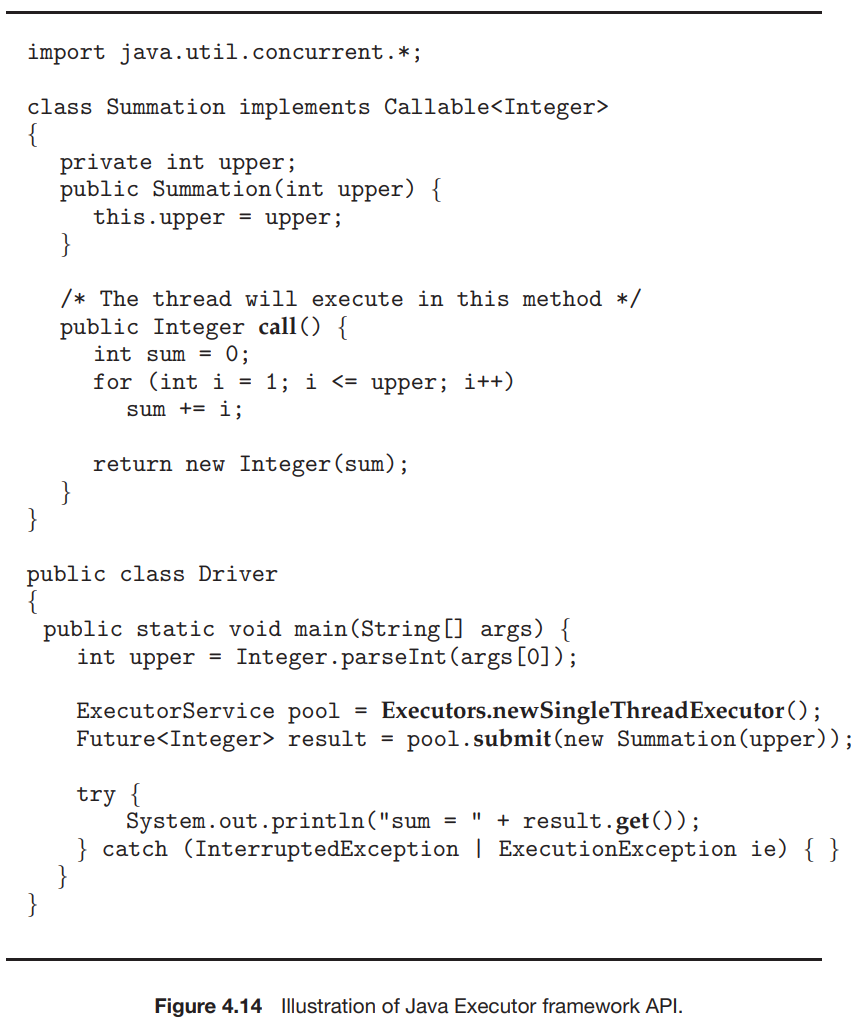 import java.util.concurrent.*;
class Summation implements Callable<Integer>
{
private int upper;
public Summation(int upper) {
this.upper = upper;
}
/* The thread will execute in this method */
public Integer call() {
int sum = 0;
for (int i = 1; i <= upper; i++)
sum += i;
return new Integer(sum);
}
}
public class Driver
{
public static void main(String[] args) {
int upper = Integer.parseInt(args[0]);
ExecutorService pool = Executors.newSingleThreadExecutor();
Future<Integer> result = pool.submit(new Summation(upper));
try {
System.out.println("sum = " + result.get());
} catch (InterruptedException | ExecutionException ie) { }
}
}
Figure 4.14 Illustration of Java Executor framework API.